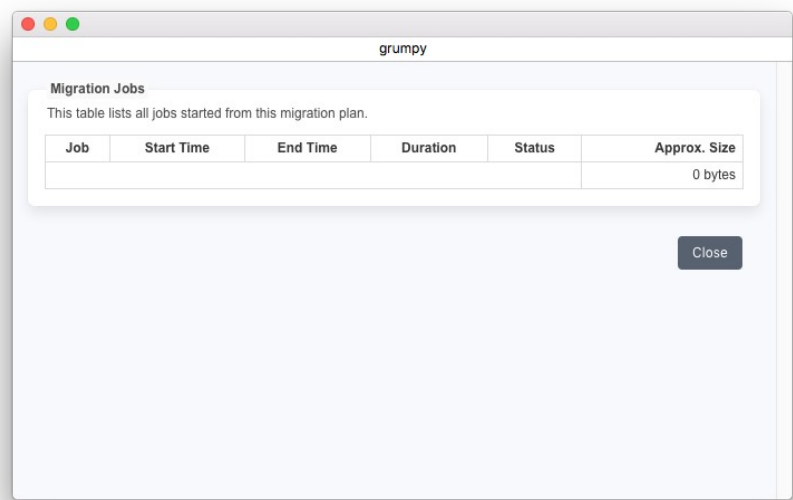 grumpy
Migration Jobs
This table lists all jobs started from this migration plan.
Job Start Time End Time Duration Status Approx. Size
0 bytes
Close